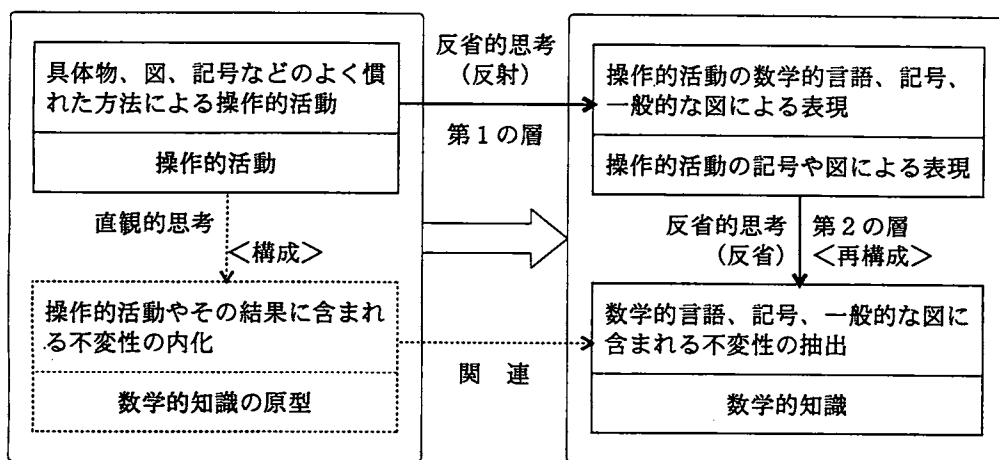 具体物、図、記号などのよく慣
れた方法による操作的活動
操作的活動
直観的思考
<構成>
操作的活動やその結果に含まれ
る不変性の内化
数学的知識の原型
反省的思考
(反射)
第1の層
関 連
操作的活動の数学的言語、記号、
一般的な図による表現
操作的活動の記号や図による表現
反省的思考
(反省)
第2の層
<再構成>
数学的言語、記号、一般的な図に
含まれる不変性の抽出
数学的知識